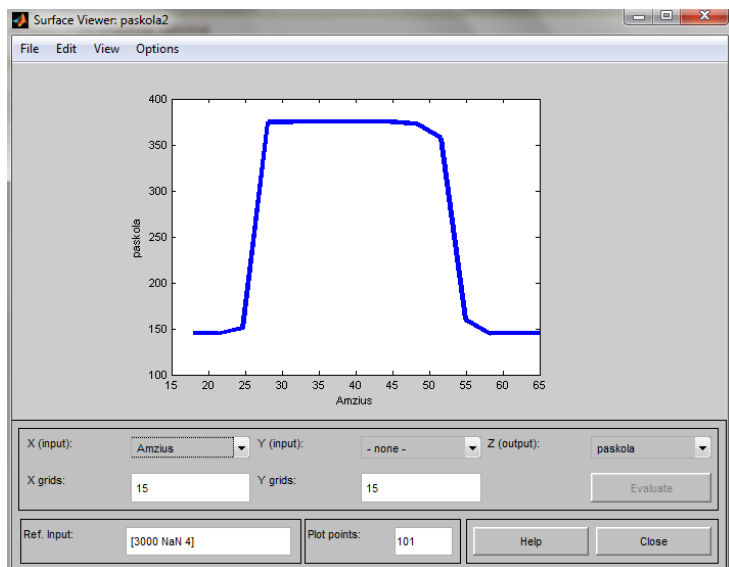 Surface Viewer: paskola2
File Edit View Options
400
350
300
250
200
150
100
paskola
15 20 25 30 35 40 45 50 55 60 65
Amzius
X (input): Amzius Y (input): - none - Z (output): paskola
X grids: 15 Y grids: 15 Evaluate
Ref. Input: [3000 NaN 4] Plot points: 101 Help Close